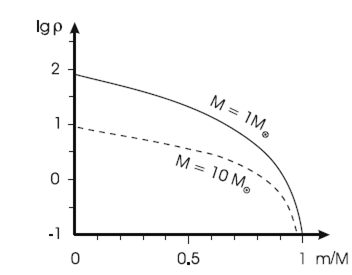 lg ρ
2
1
0
-1
M = 1M⊙
M = 10 M⊙
0 0,5 1 m/M